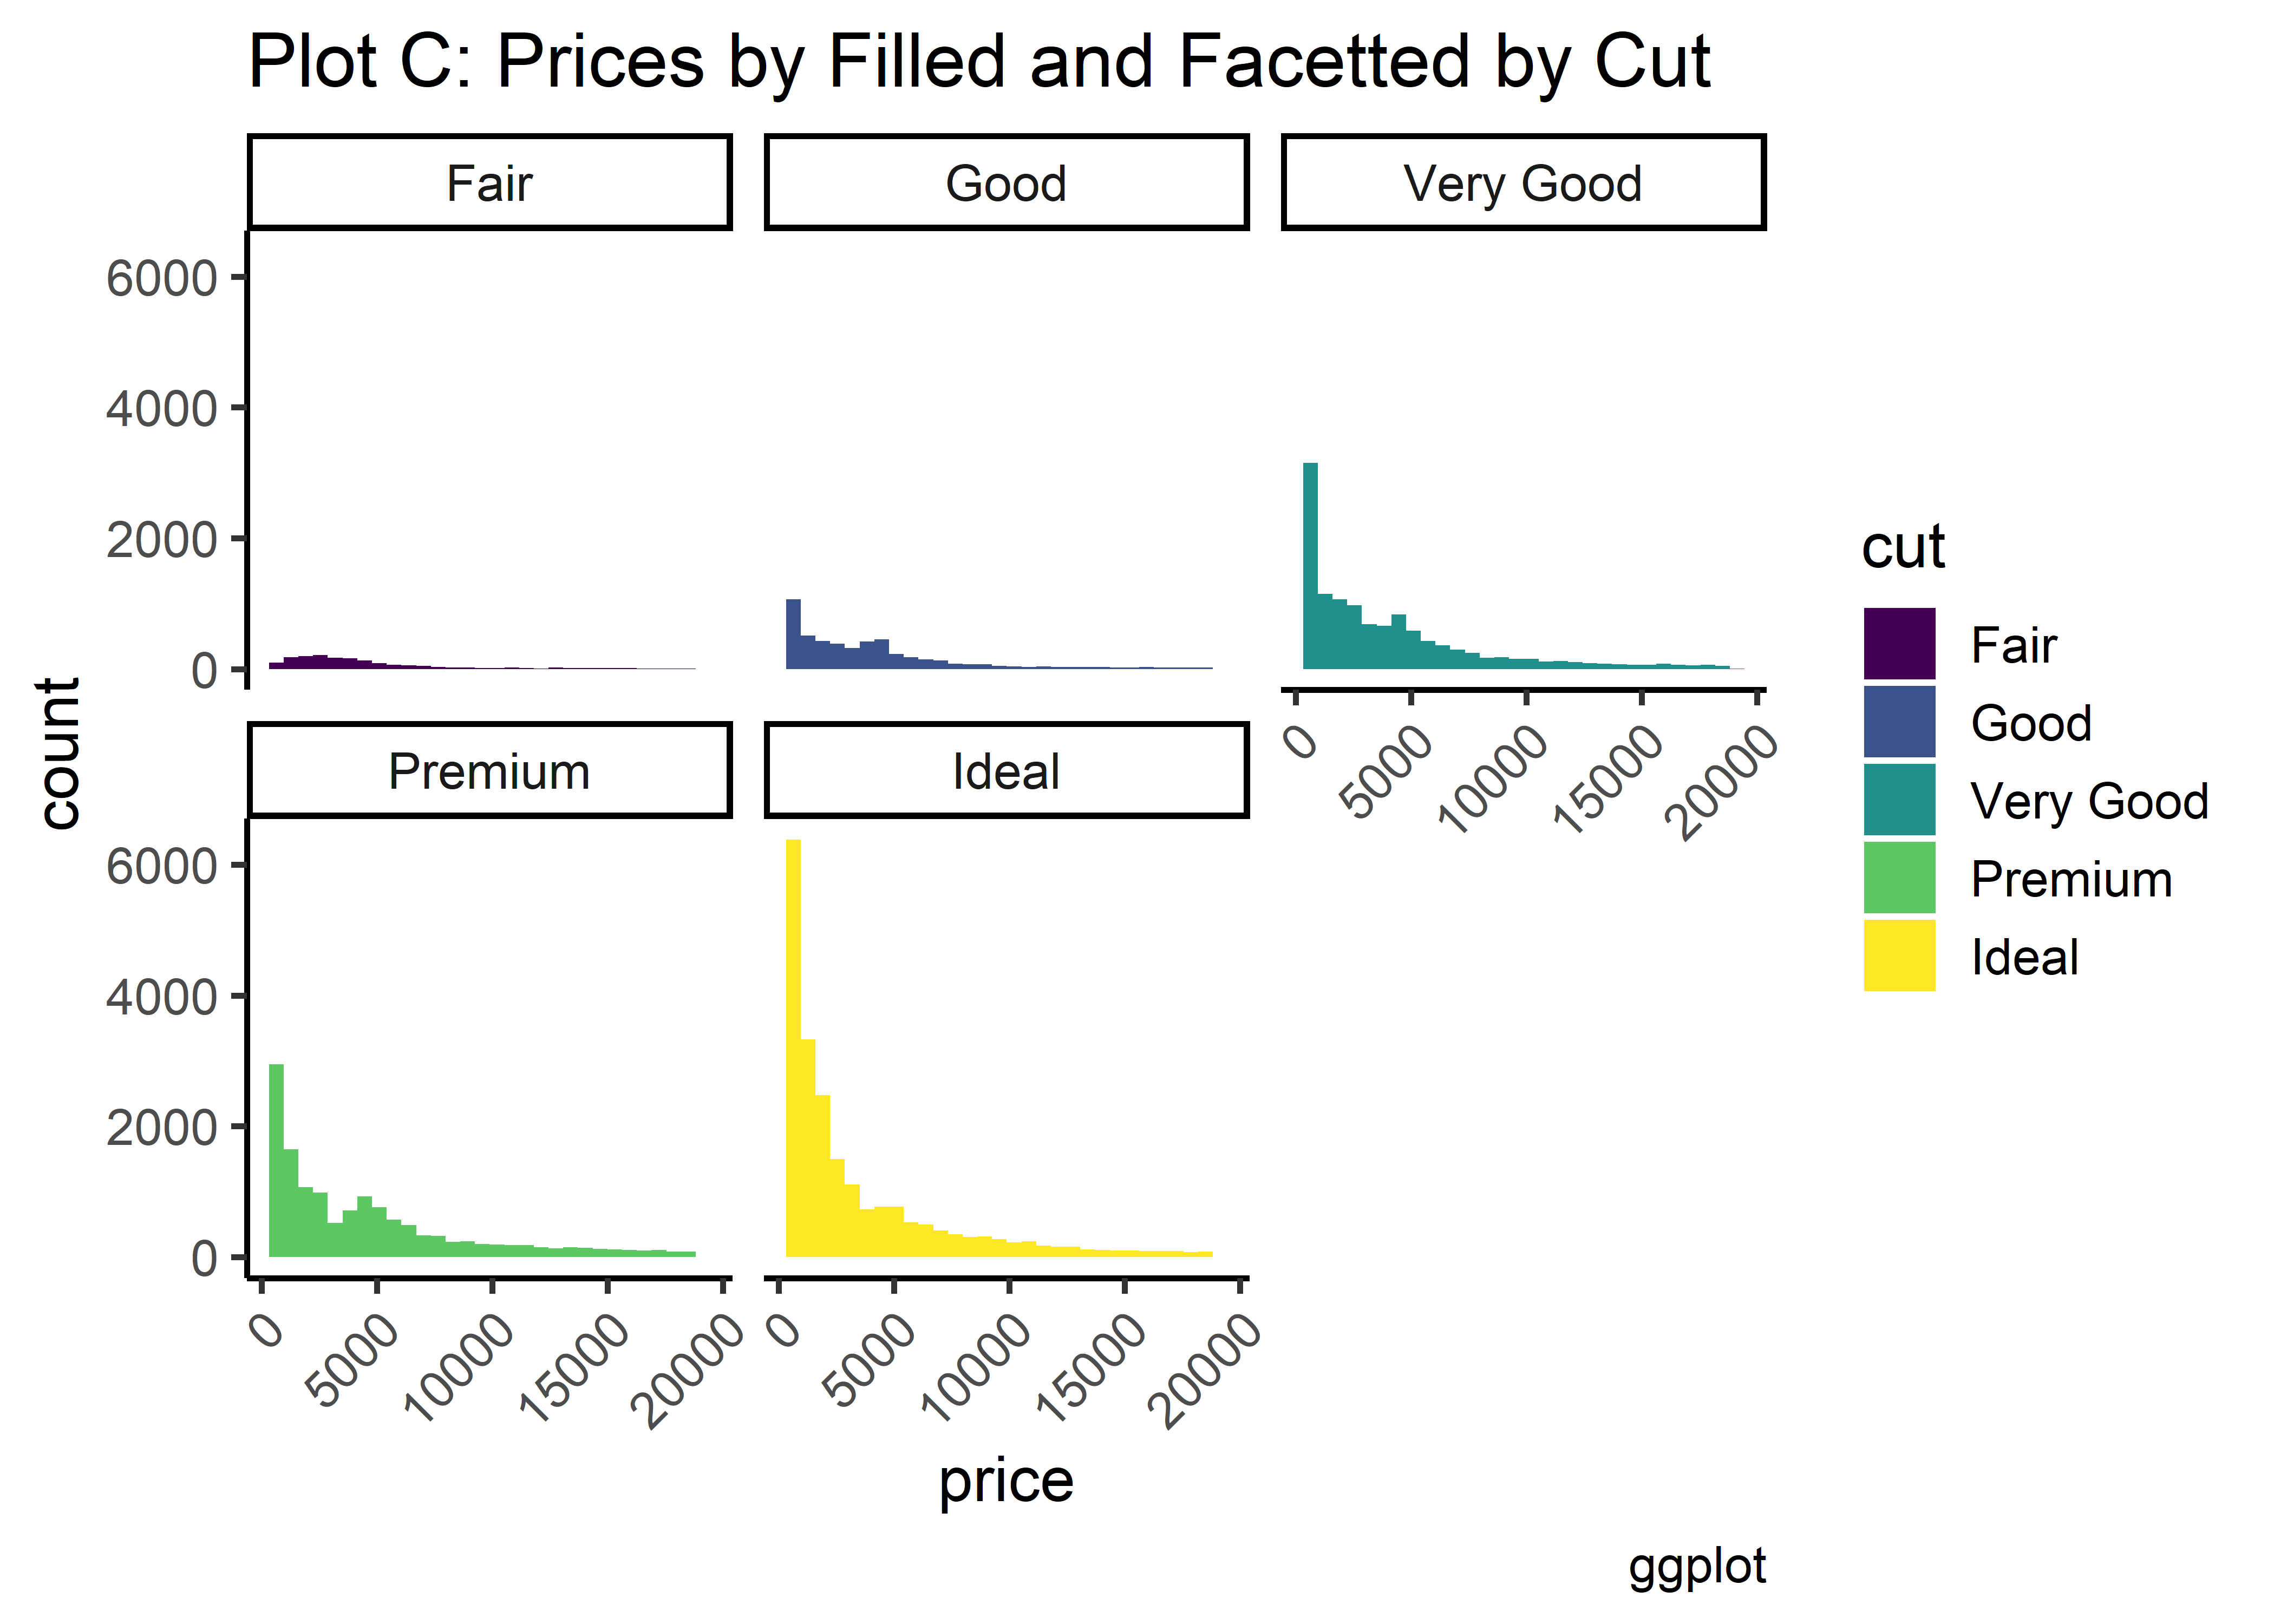 Plot C: Prices by Filled and Facetted by Cut
Fair
Good
Very Good
6000
4000
2000
0
0
5000
10000
15000
20000
count
Premium
Ideal
6000
4000
2000
0
0
5000
10000
15000
20000
0
5000
10000
15000
20000
price
cut
Fair
Good
Very Good
Premium
Ideal
ggplot